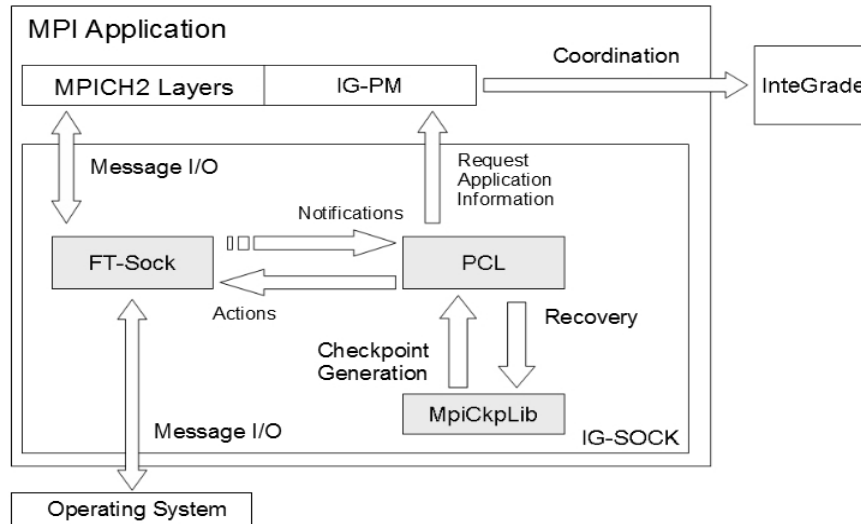 MPI Application
Coordination
MPICH2 Layers
IG-PM
InteGrade
Message I/O
Request
Application
Information
Notifications
FT-Sock
PCL
Actions
Recovery
Checkpoint
Generation
MpiCkpLib
Message I/O
IG-SOCK
Operating System